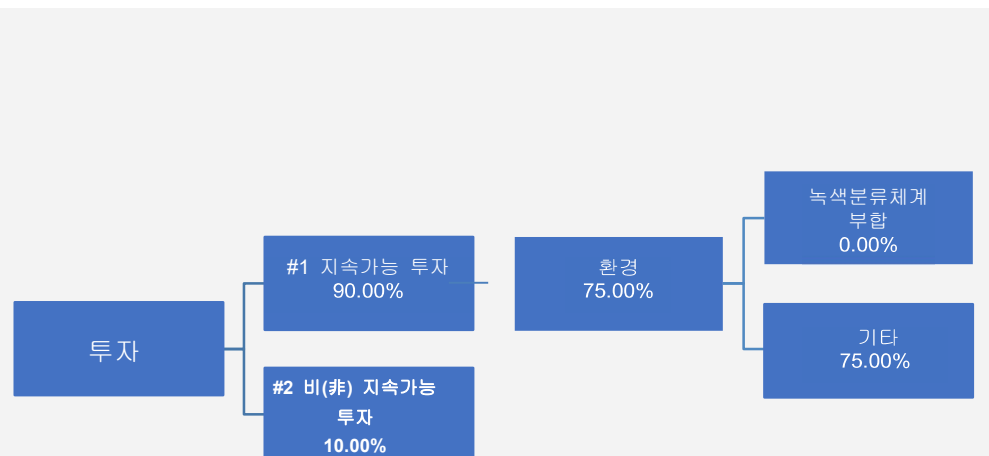 투자
#1 지속가능 투자
90.00%
#2 비(非) 지속가능
투자
10.00%
환경
75.00%
녹색분류체계
부합
0.00%
기타
75.00%